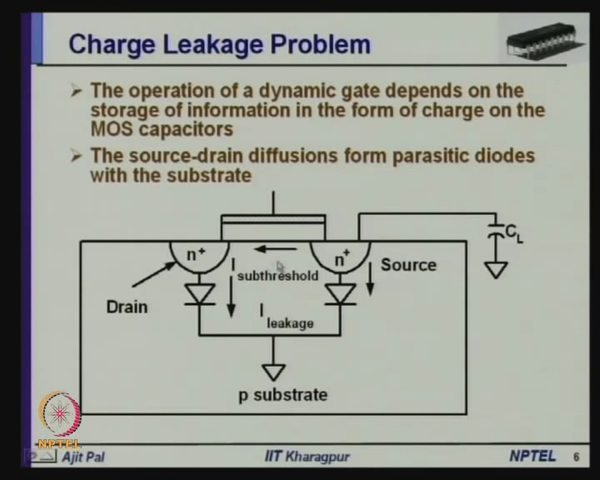 Charge Leakage Problem
The operation of a dynamic gate depends on the
storage of information in the form of charge on the
MOS capacitors
The source-drain diffusions form parasitic diodes
with the substrate
n+
n+
CL
I subthreshold
Source
Drain
I leakage
p substrate
NPTEL
Ajit Pal
IIT Kharagpur
NPTEL 6